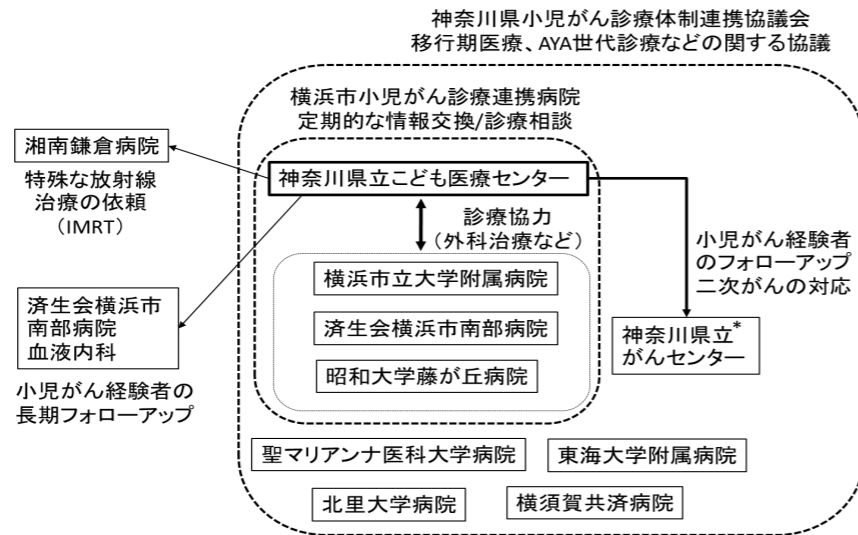 神奈川県小児がん診療体制連携協議会
移行期医療、AYA世代診療などの関する協議
横浜市小児がん診療連携病院
定期的な情報交換/診療相談
湘南鎌倉病院
特殊な放射線
治療の依頼
（IMRT）
神奈川県立こども医療センター
診療協力
（外科治療など）
小児がん経験者
のフォローアップ
二次がんの対応
横浜市立大学附属病院
済生会横浜市南部病院
昭和大学藤が丘病院
済生会横浜市
南部病院
血液内科
小児がん経験者の
長期フォローアップ
神奈川県立*
がんセンター
聖マリアンナ医科大学病院
東海大学附属病院
北里大学病院
横須賀共済病院